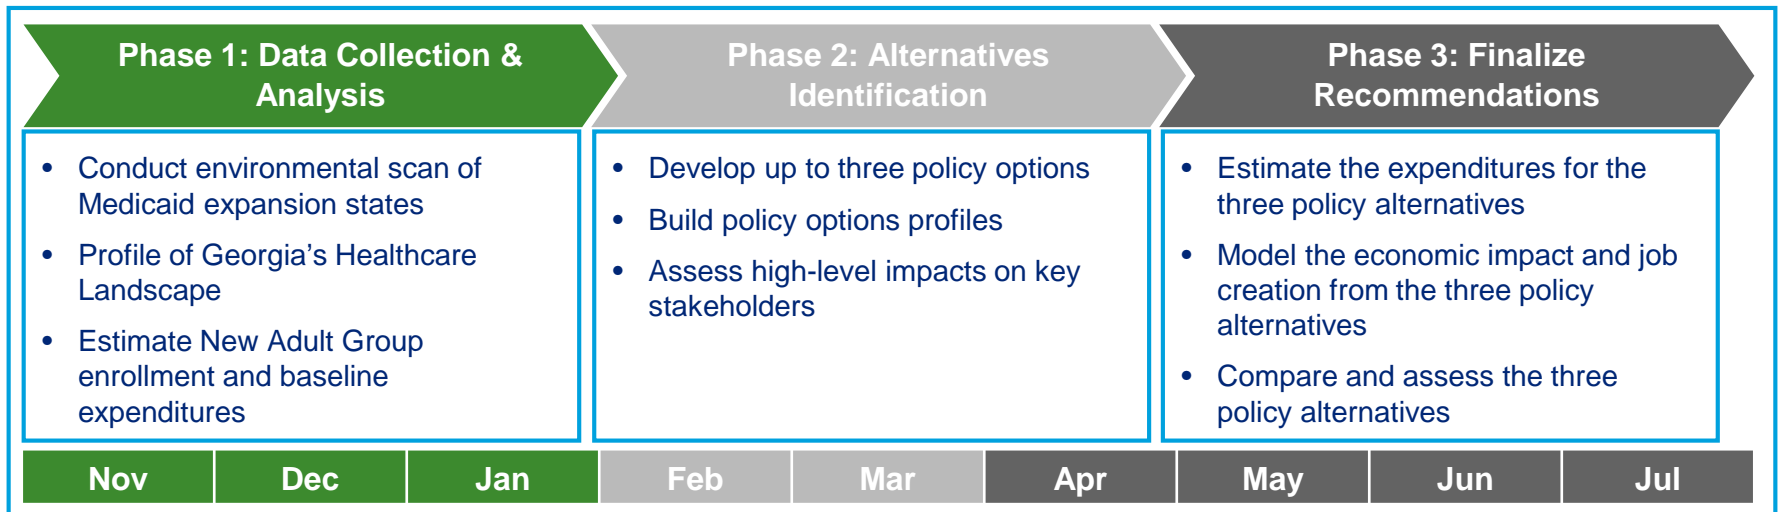 Phase 1: Data Collection &
Analysis
Phase 2: Alternatives
Identification
Phase 3: Finalize
Recommendations
• Conduct environmental scan of
Medicaid expansion states
• Profile of Georgia's Healthcare
Landscape
• Estimate New Adult Group
enrollment and baseline
expenditures
• Develop up to three policy options
• Build policy options profiles
• Assess high-level impacts on key
stakeholders
• Estimate the expenditures for the
three policy alternatives
• Model the economic impact and job
creation from the three policy
alternatives
• Compare and assess the three
policy alternatives
Nov Dec Jan Feb Mar Apr May Jun Jul